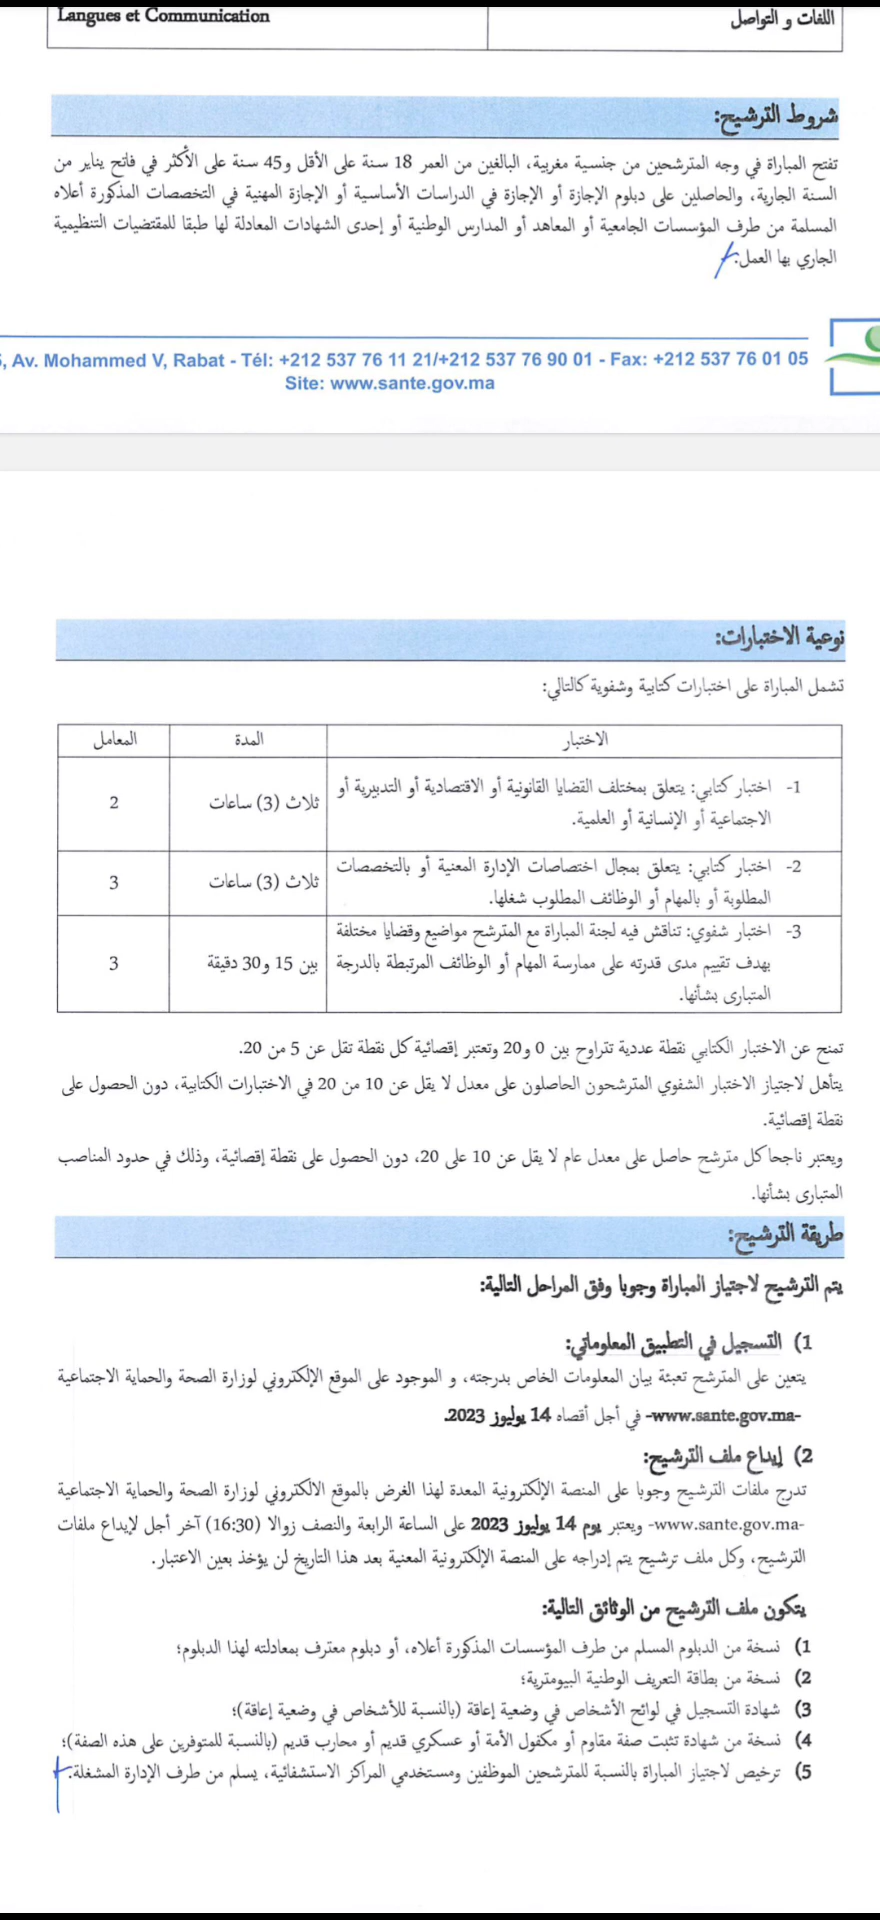 Langues et Communication
اللغات و التواصل
شروط الترشيح:
تفتح المباراة في وجه المترشحين من جنسية مغربية، البالغين من العمر 18 سنة على الأقل و45 سنة على الأكثر في فاتح يناير من
السنة الجارية، والحاصلين على دبلوم الإجازة أو الإجازة في الدراسات الأساسية أو الإجازة المهنية في التخصصات المذكورة أعلاه
المسلمة من طرف المؤسسات الجامعية أو المعاهد أو المدارس الوطنية أو إحدى الشهادات المعادلة لها طبقا للمقتضيات التنظيمية
الجاري بها العمل.
, Av. Mohammed V, Rabat - Tél: +212 537 76 11 21/+212 537 76 90 01 - Fax: +212 537 76 01 05
Site: www.sante.gov.ma
نوعية الاختبارات:
تشمل المباراة على اختبارات كتابية وشفوية كالتالي:
الاختبار المدة المعامل
1- اختبار كتابي: يتعلق بمختلف القضايا القانونية أو الاقتصادية أو التدبيرية أو
الاجتماعية أو الإنسانية أو العلمية.
ثلاث (3) ساعات
2
2- اختبار كتابي: يتعلق بمجال اختصاصات الإدارة المعنية أو بالتخصصات
المطلوبة أو بالمهام أو الوظائف المطلوب شغلها.
ثلاث (3) ساعات
3
3- اختبار شفوي: تناقش فيه لجنة المباراة مع المترشح مواضيع وقضايا مختلفة
بهدف تقييم مدى قدرته على ممارسة المهام أو الوظائف المرتبطة بالدرجة
المتبارى بشأنها.
بين 15 و30 دقيقة
3
تمنح عن الاختبار الكتابي نقطة عددية تتراوح بين 0 و20 وتعتبر إقصائية كل نقطة تقل عن 5 من 20.
يتأهل لاجتياز الاختبار الشفوي المترشحون الحاصلون على معدل لا يقل عن 10 من 20 في الاختبارات الكتابية، دون الحصول على
نقطة إقصائية.
ويعتبر ناجحا كل مترشح حاصل على معدل عام لا يقل عن 10 على 20، دون الحصول على نقطة إقصائية، وذلك في حدود المناصب
المتبارى بشأنها.
طريقة الترشيح:
يتم الترشيح لاجتياز المباراة وجوبا وفق المراحل التالية:
1) التسجيل في التطبيق المعلوماتي:
يتعين على المترشح تعبئة بيان المعلومات الخاص بدرجته، و الموجود على الموقع الإلكتروني لوزارة الصحة والحماية الاجتماعية
-www.sante.gov.ma- في أجل أقصاه 14 يوليوز 2023.
2) إيداع ملف الترشيح:
تدرج ملفات الترشيح وجوبا على المنصة الإلكترونية المعدة لهذا الغرض بالموقع الالكتروني لوزارة الصحة والحماية الاجتماعية
-www.sante.gov.ma- ويعتبر يوم 14 يوليوز 2023 على الساعة الرابعة والنصف زوالا (16:30) آخر أجل لإيداع ملفات
الترشيح، وكل ملف ترشيح يتم إدراجه على المنصة الإلكترونية المعنية بعد هذا التاريخ لن يؤخذ بعين الاعتبار.
يتكون ملف الترشيح من الوثائق التالية:
1) نسخة من الدبلوم المسلم من طرف المؤسسات المذكورة أعلاه، أو دبلوم معترف بمعادلته لهذا الدبلوم؛
2) نسخة من بطاقة التعريف الوطنية البيومترية؛
3) شهادة التسجيل في لوائح الأشخاص في وضعية إعاقة (بالنسبة للأشخاص في وضعية إعاقة)؛
4) نسخة من شهادة تثبت صفة مقاوم أو مكفول الأمة أو عسكري قديم أو محارب قديم (بالنسبة للمتوفرين على هذه الصفة)؛
5) ترخيص لاجتياز المباراة بالنسبة للمترشحين الموظفين ومستخدمي المراكز الاستشفائية، يسلم من طرف الإدارة المشغلة.